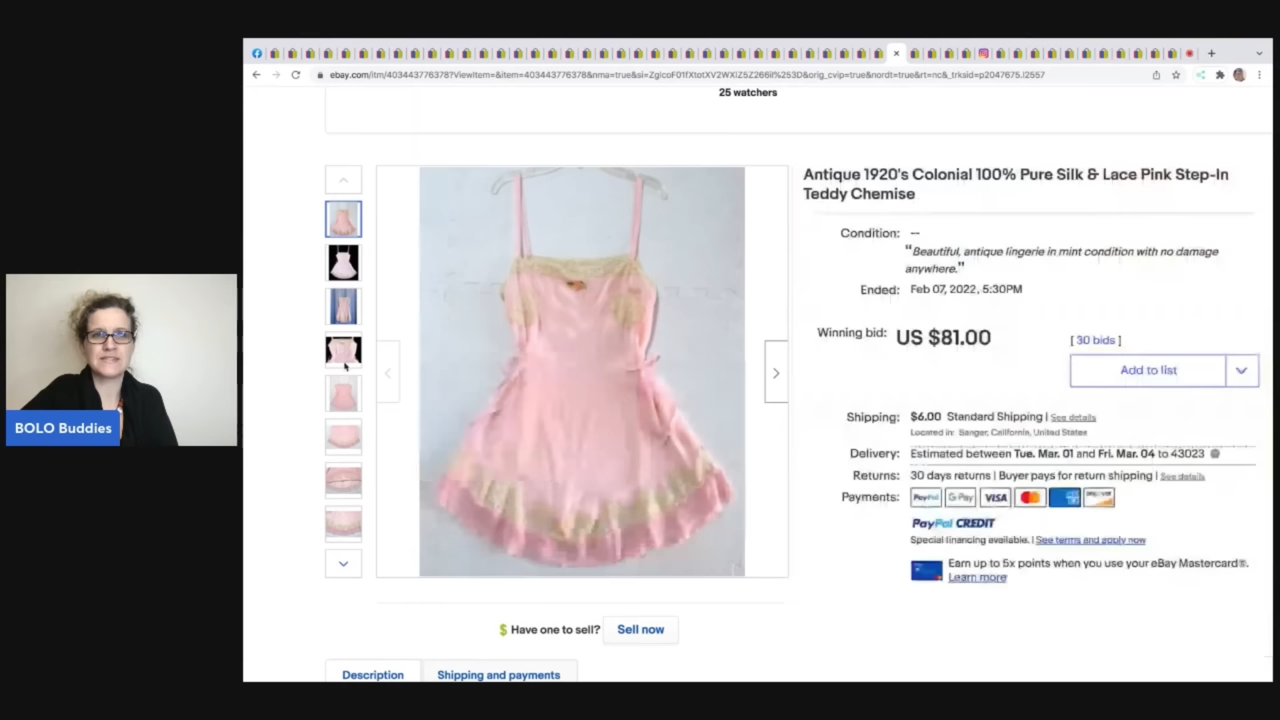 ebay.com/itm/403443776378?ViewItem=&item=403443776378&nma=true&si=ZglcoF01fXtotXV2WXIZ5Z266iI%253D&orig_cvip=true&nordt=true&rt=nc&_trksid=p2047675.l2557
25 watchers
Antique 1920's Colonial 100% Pure Silk & Lace Pink Step-In
Teddy Chemise
Condition: --
"Beautiful, antique lingerie in mint condition with no damage
anywhere."
Ended: Feb 07, 2022, 5:30PM
Winning bid: US $81.00 [ 30 bids ]
Add to list
Shipping: $6.00 Standard Shipping | See details
Located in: Sanger, California, United States
Delivery: Estimated between Tue. Mar. 01 and Fri. Mar. 04 to 43023
Returns: 30 days returns | Buyer pays for return shipping | See details
Payments: PayPal G Pay VISA
PayPal CREDIT
Special financing available. | See terms and apply now
Earn up to 5x points when you use your eBay Mastercard®.
Learn more
BOLO Buddies
$ Have one to sell? Sell now
Description Shipping and payments